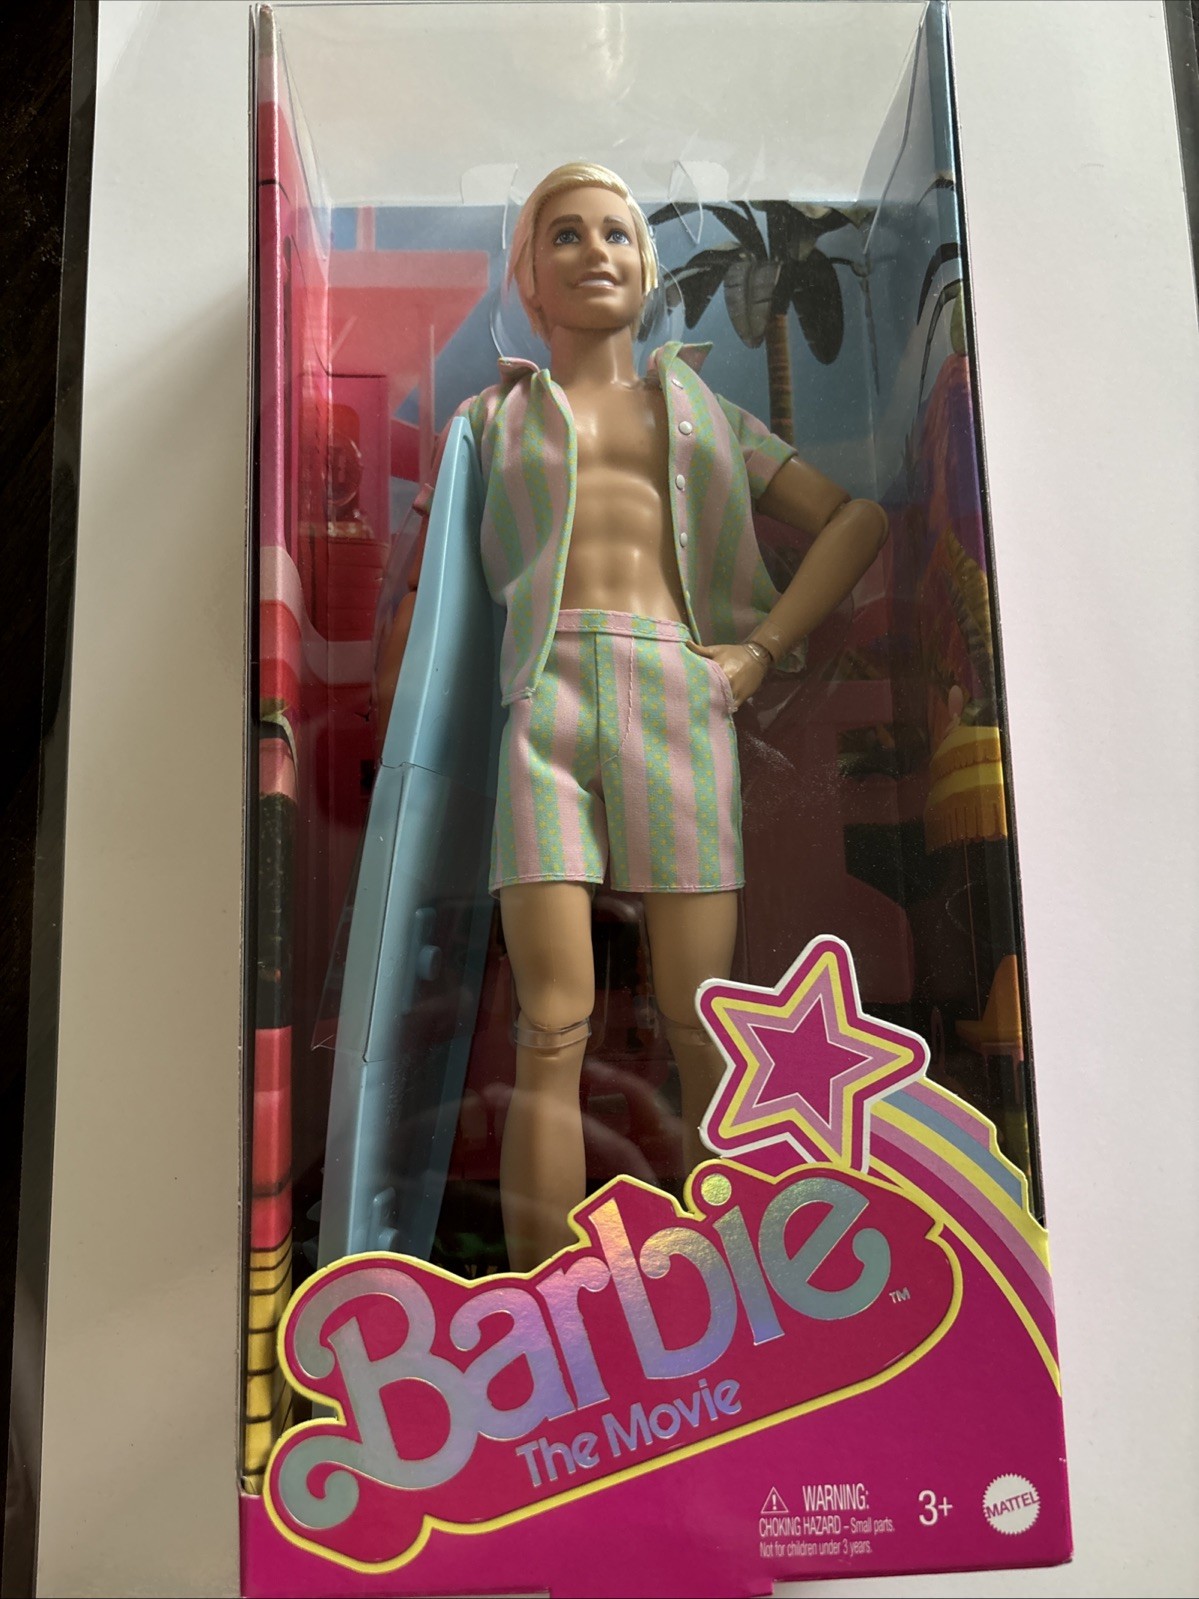 Barbie™
The Movie
WARNING:
CHOKING HAZARD – Small parts.
Not for children under 3 years.
3+
MATTEL